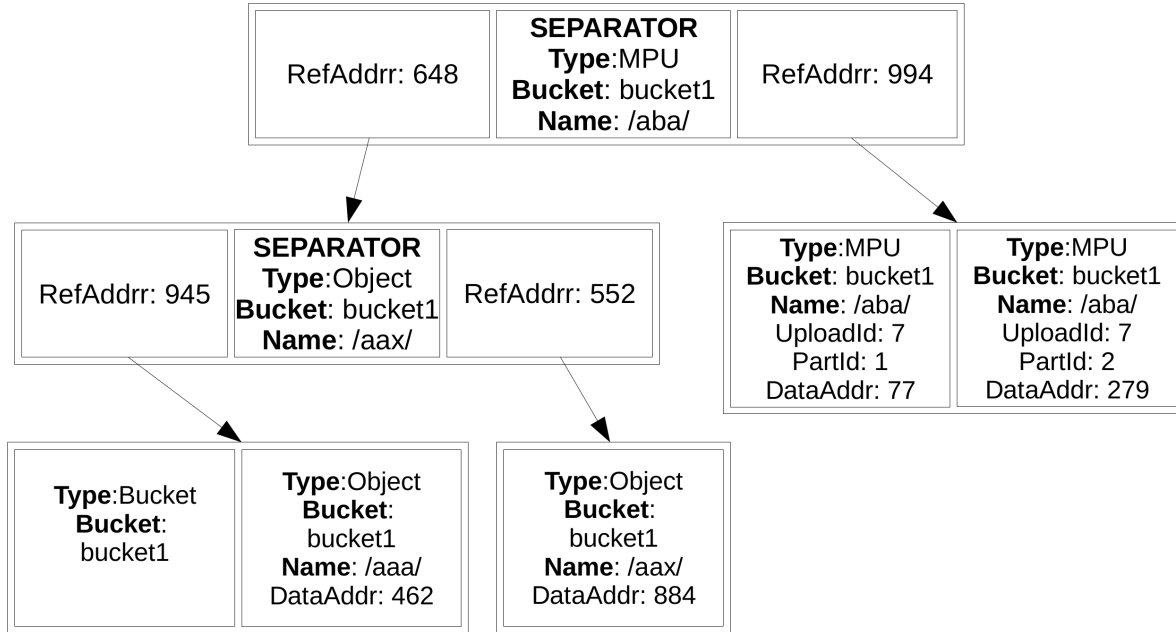 RefAddrr: 648
SEPARATOR
Type:MPU
Bucket: bucket1
Name: /aba/
RefAddrr: 994
RefAddrr: 945
SEPARATOR
Type:Object
Bucket: bucket1
Name: /aax/
RefAddrr: 552
Type:MPU
Bucket: bucket1
Name: /aba/
UploadId: 7
PartId: 1
DataAddr: 77
Type:MPU
Bucket: bucket1
Name: /aba/
UploadId: 7
PartId: 2
DataAddr: 279
Type:Bucket
Bucket:
bucket1
Type:Object
Bucket:
bucket1
Name: /aaa/
DataAddr: 462
Type:Object
Bucket:
bucket1
Name: /aax/
DataAddr: 884